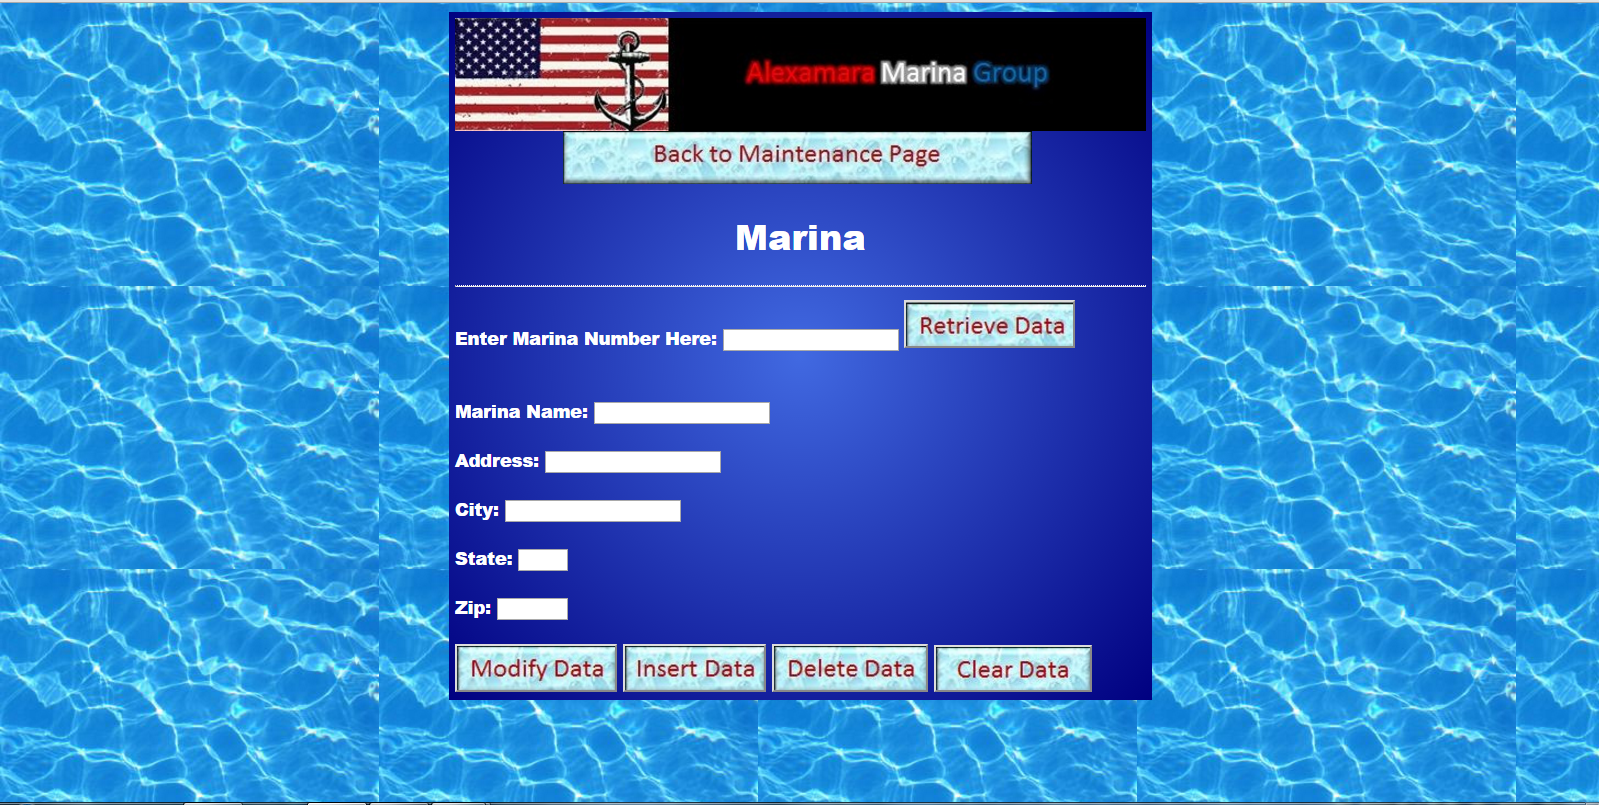 Alexamara Marina Group
Back to Maintenance Page
Marina
Enter Marina Number Here: Retrieve Data
Marina Name:
Address:
City:
State:
Zip:
Modify Data Insert Data Delete Data Clear Data